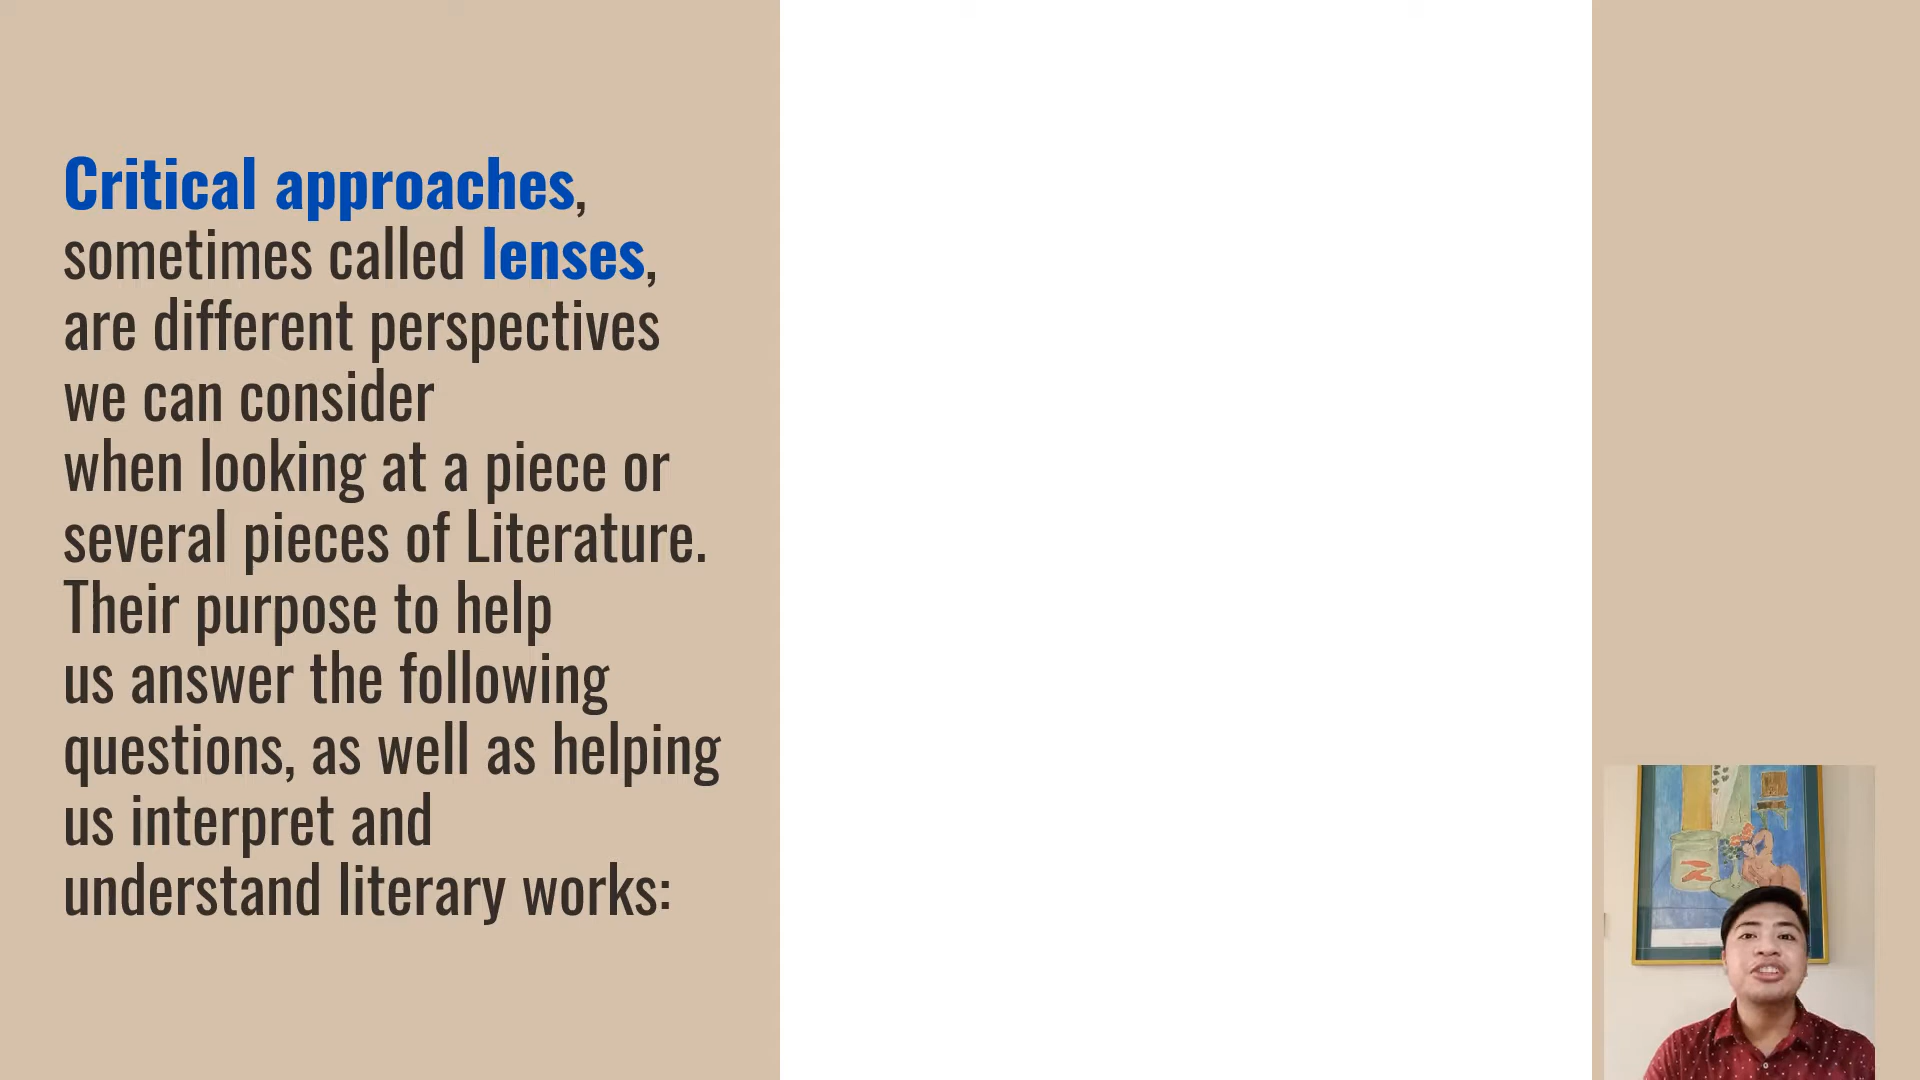 Critical approaches,
sometimes called lenses,
are different perspectives
we can consider
when looking at a piece or
several pieces of Literature.
Their purpose to help
us answer the following
questions, as well as helping
us interpret and
understand literary works: